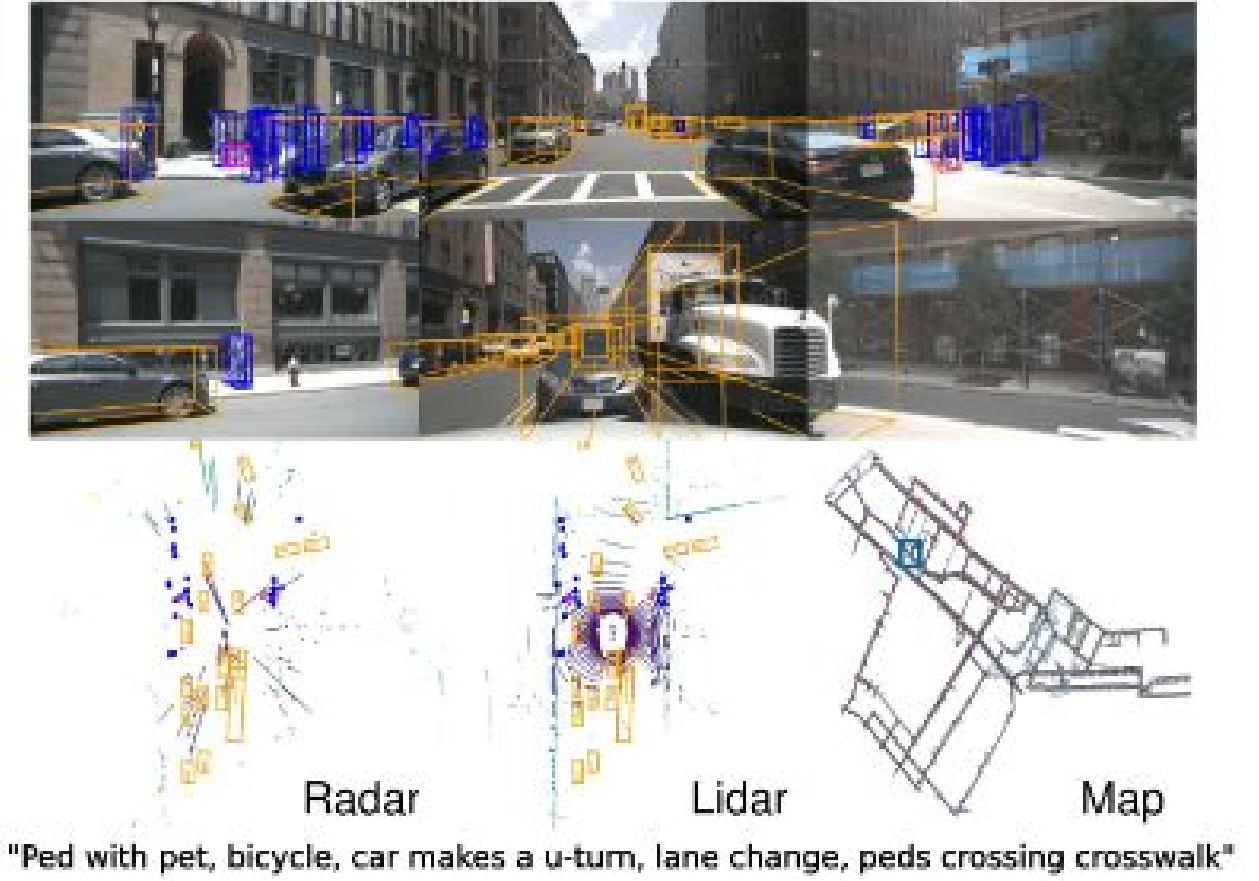 Radar
Lidar
Map
"Ped with pet, bicycle, car makes a u-turn, lane change, peds crossing crosswalk"